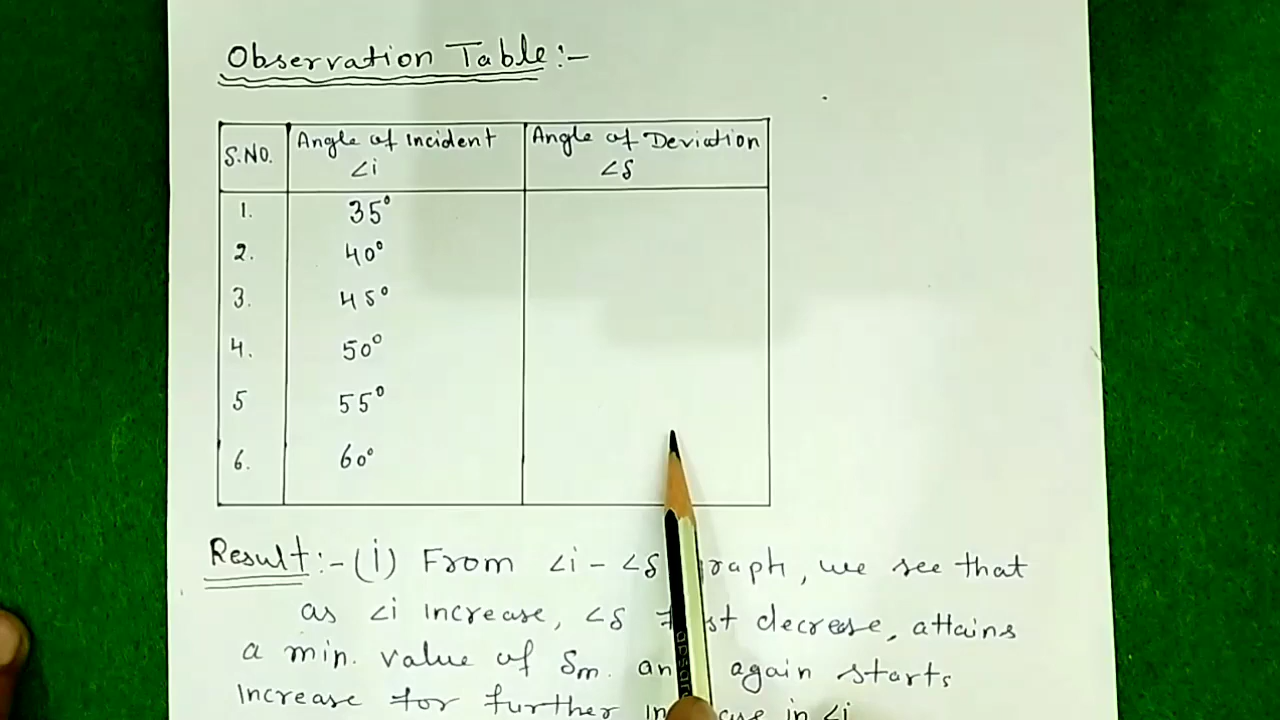 Observation Table:-
S.NO. Angle of Incident ∠i Angle of Deviation ∠δ
1. 35°
2. 40°
3. 45°
4. 50°
5 55°
6. 60°
Result:- (i) From ∠i - ∠δ graph, we see that
as ∠i increase, ∠δ decrease, attains
a min. value of δm. and again starts
increase for further increase in ∠i